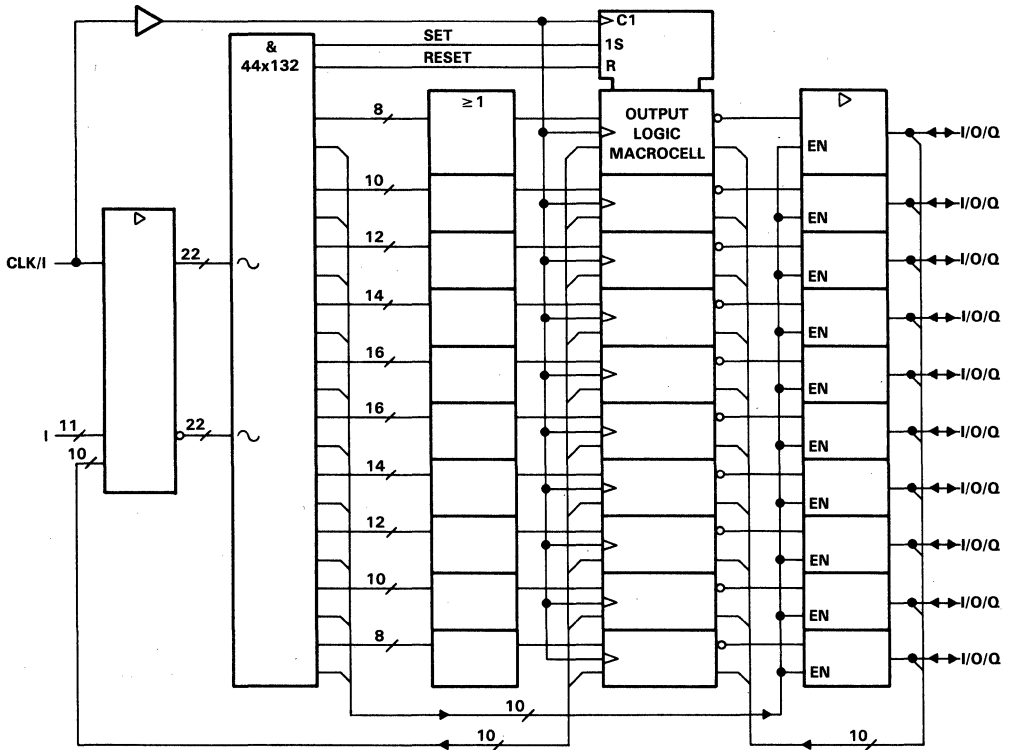 C1
SET
1S
RESET
R
&
44x132
≥ 1
8
OUTPUT
LOGIC
MACROCELL
EN
I/O/Q
10
EN
I/O/Q
12
EN
I/O/Q
CLK/I
22
14
EN
I/O/Q
16
EN
I/O/Q
16
EN
I/O/Q
I
11
10
22
14
EN
I/O/Q
12
EN
I/O/Q
10
EN
I/O/Q
8
EN
I/O/Q
10
10
10